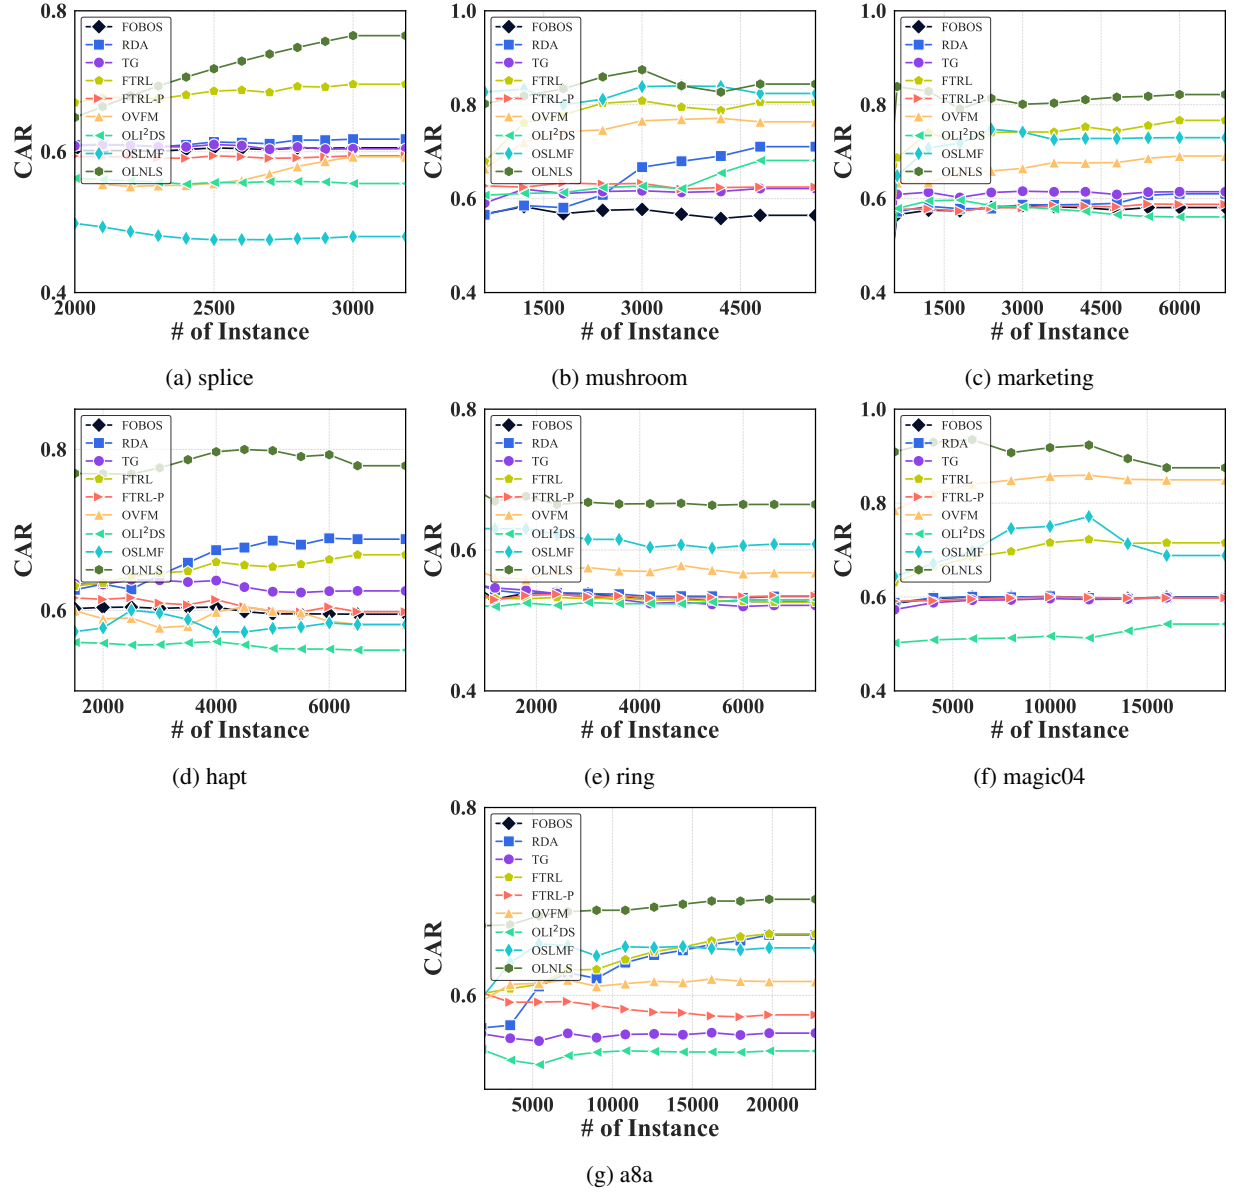 0.8
0.6
0.4
CAR
FOBOS
RDA
TG
FTRL
FTRL-P
OVFM
OLI²DS
OSLMF
OLNLS
2000 2500 3000
# of Instance
(a) splice
1.0
0.8
0.6
0.4
CAR
FOBOS
RDA
TG
FTRL
FTRL-P
OVFM
OLI²DS
OSLMF
OLNLS
1500 3000 4500
# of Instance
(b) mushroom
1.0
0.8
0.6
0.4
CAR
FOBOS
RDA
TG
FTRL
FTRL-P
OVFM
OLI²DS
OSLMF
OLNLS
1500 3000 4500 6000
# of Instance
(c) marketing
0.8
0.6
CAR
FOBOS
RDA
TG
FTRL
FTRL-P
OVFM
OLI²DS
OSLMF
OLNLS
2000 4000 6000
# of Instance
(d) hapt
0.8
0.6
0.4
CAR
FOBOS
RDA
TG
FTRL
FTRL-P
OVFM
OLI²DS
OSLMF
OLNLS
2000 4000 6000
# of Instance
(e) ring
1.0
0.8
0.6
0.4
CAR
FOBOS
RDA
TG
FTRL
FTRL-P
OVFM
OLI²DS
OSLMF
OLNLS
5000 10000 15000
# of Instance
(f) magic04
0.8
0.6
CAR
FOBOS
RDA
TG
FTRL
FTRL-P
OVFM
OLI²DS
OSLMF
OLNLS
5000 10000 15000 20000
# of Instance
(g) a8a